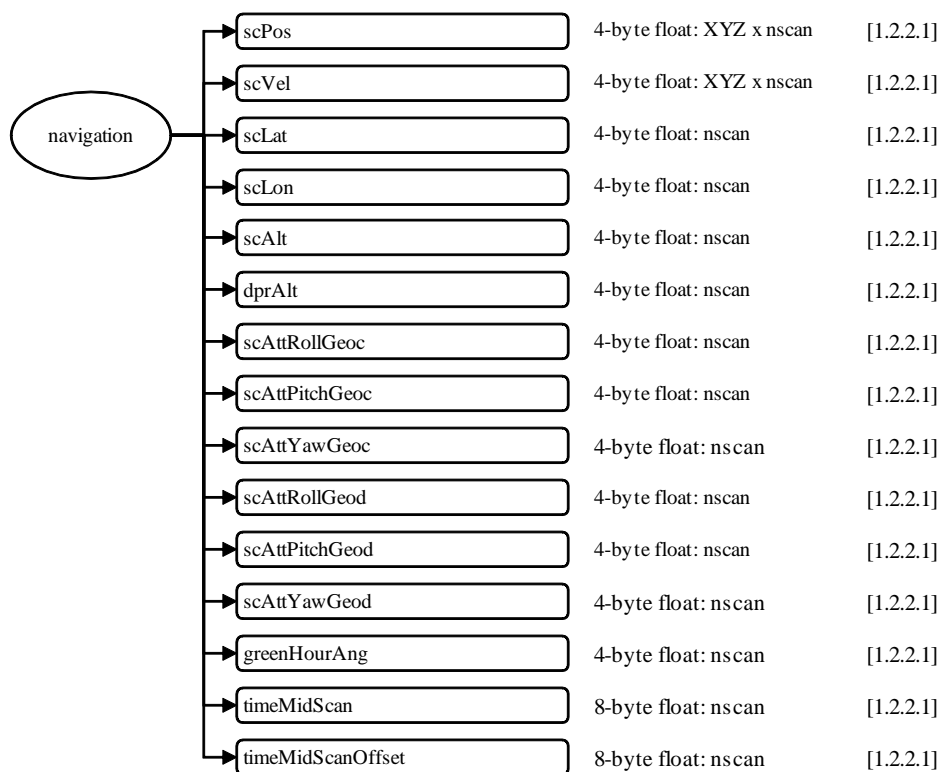 scPos 4-byte float: XYZ x nscan [1.2.2.1]
scVel 4-byte float: XYZ x nscan [1.2.2.1]
navigation
scLat 4-byte float: nscan [1.2.2.1]
scLon 4-byte float: nscan [1.2.2.1]
scAlt 4-byte float: nscan [1.2.2.1]
dprAlt 4-byte float: nscan [1.2.2.1]
scAttRollGeoc 4-byte float: nscan [1.2.2.1]
scAttPitchGeoc 4-byte float: nscan [1.2.2.1]
scAttYawGeoc 4-byte float: nscan [1.2.2.1]
scAttRollGeod 4-byte float: nscan [1.2.2.1]
scAttPitchGeod 4-byte float: nscan [1.2.2.1]
scAttYawGeod 4-byte float: nscan [1.2.2.1]
greenHourAng 4-byte float: nscan [1.2.2.1]
timeMidScan 8-byte float: nscan [1.2.2.1]
timeMidScanOffset 8-byte float: nscan [1.2.2.1]